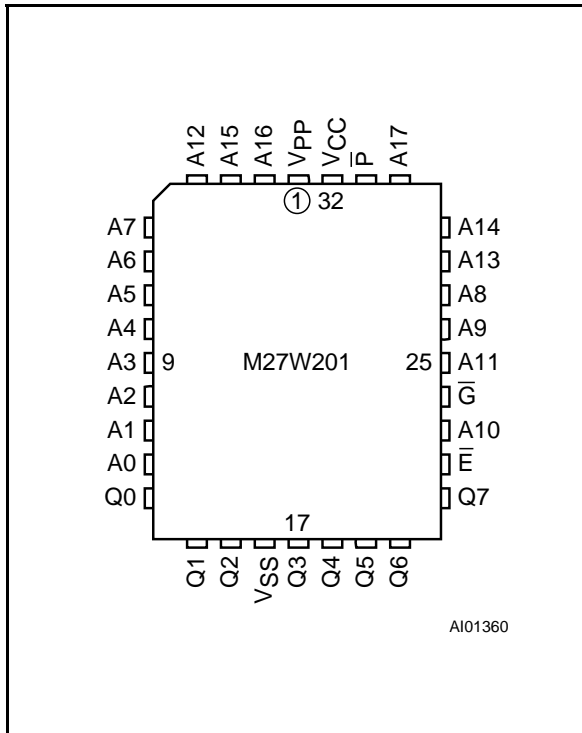 A12 A15 A16 VPP VCC P̅ A17
1 32
A7 A14
A6 A13
A5 A8
A4 A9
A3 9 M27W201 25 A11
A2 G̅
A1 A10
A0 E̅
Q0 Q7
17
Q1 Q2 VSS Q3 Q4 Q5 Q6
AI01360